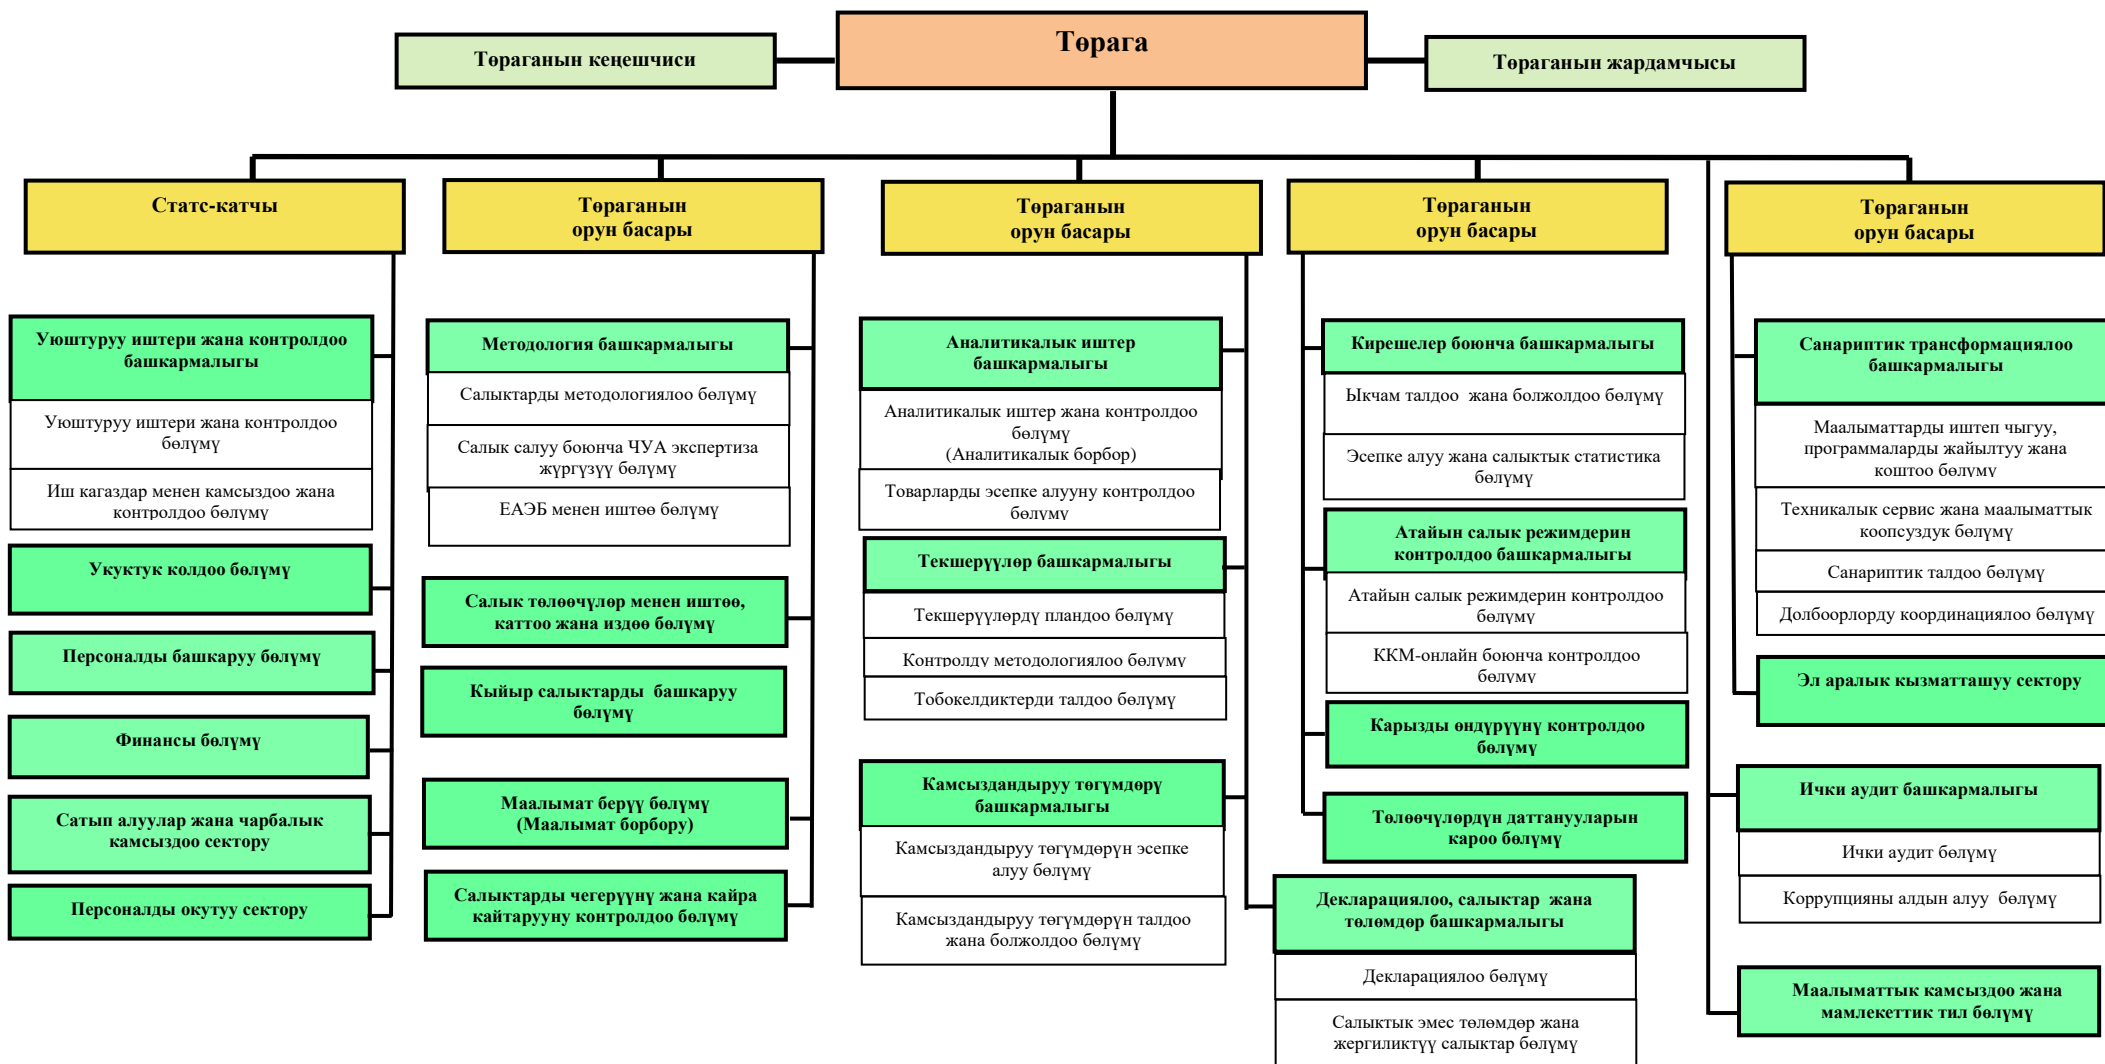 Төрага
Төраганын кеңешчиси
Төраганын жардамчысы
Статс-катчы
Уюштуруу иштери жана контролдоо
башкармалыгы
Уюштуруу иштери жана контролдоо
бөлүмү
Иш кагаздар менен камсыздоо жана
контролдоо бөлүмү
Укуктук колдоо бөлүмү
Персоналды башкаруу бөлүмү
Финансы бөлүмү
Сатып алуулар жана чарбалык
камсыздоо сектору
Персоналды окутуу сектору
Төраганын
орун басары
Методология башкармалыгы
Салыктарды методологиялоо бөлүмү
Салык салуу боюнча ЧУА экспертиза
жүргүзүү бөлүмү
ЕАЭБ менен иштөө бөлүмү
Салык төлөөчүлөр менен иштөө,
каттоо жана издөө бөлүмү
Кыйыр салыктарды башкаруу
бөлүмү
Маалымат берүү бөлүмү
(Маалымат борбору)
Салыктарды чегерүүнү жана кайра
кайтарууну контролдоо бөлүмү
Төраганын
орун басары
Аналитикалык иштер
башкармалыгы
Аналитикалык иштер жана контролдоо
бөлүмү
(Аналитикалык борбор)
Товарларды эсепке алууну контролдоо
бөлүмү
Текшерүүлөр башкармалыгы
Текшерүүлөрдү пландоо бөлүмү
Контролду методологиялоо бөлүмү
Тобокелдиктерди талдоо бөлүмү
Камсыздандыруу төгүмдөрү
башкармалыгы
Камсыздандыруу төгүмдөрүн эсепке
алуу бөлүмү
Камсыздандыруу төгүмдөрүн талдоо
жана болжолдоо бөлүмү
Декларациялоо, салыктар жана
төлөмдөр башкармалыгы
Декларациялоо бөлүмү
Салыктык эмес төлөмдөр жана
жергиликтүү салыктар бөлүмү
Төраганын
орун басары
Кирешелер боюнча башкармалыгы
Ыкчам талдоо жана болжолдоо бөлүмү
Эсепке алуу жана салыктык статистика
бөлүмү
Атайын салык режимдерин
контролдоо башкармалыгы
Атайын салык режимдерин контролдоо
бөлүмү
ККМ-онлайн боюнча контролдоо
бөлүмү
Карызды өндүрүүнү контролдоо
бөлүмү
Төлөөчүлөрдүн даттанууларын
кароо бөлүмү
Төраганын
орун басары
Санариптик трансформациялоо
башкармалыгы
Маалыматтарды иштеп чыгуу,
программаларды жайылтуу жана
коштоо бөлүмү
Техникалык сервис жана маалыматтык
коопсуздук бөлүмү
Санариптик талдоо бөлүмү
Долбоорлорду координациялоо бөлүмү
Эл аралык кызматташуу сектору
Ички аудит башкармалыгы
Ички аудит бөлүмү
Коррупцияны алдын алуу бөлүмү
Маалыматтык камсыздоо жана
мамлекеттик тил бөлүмү